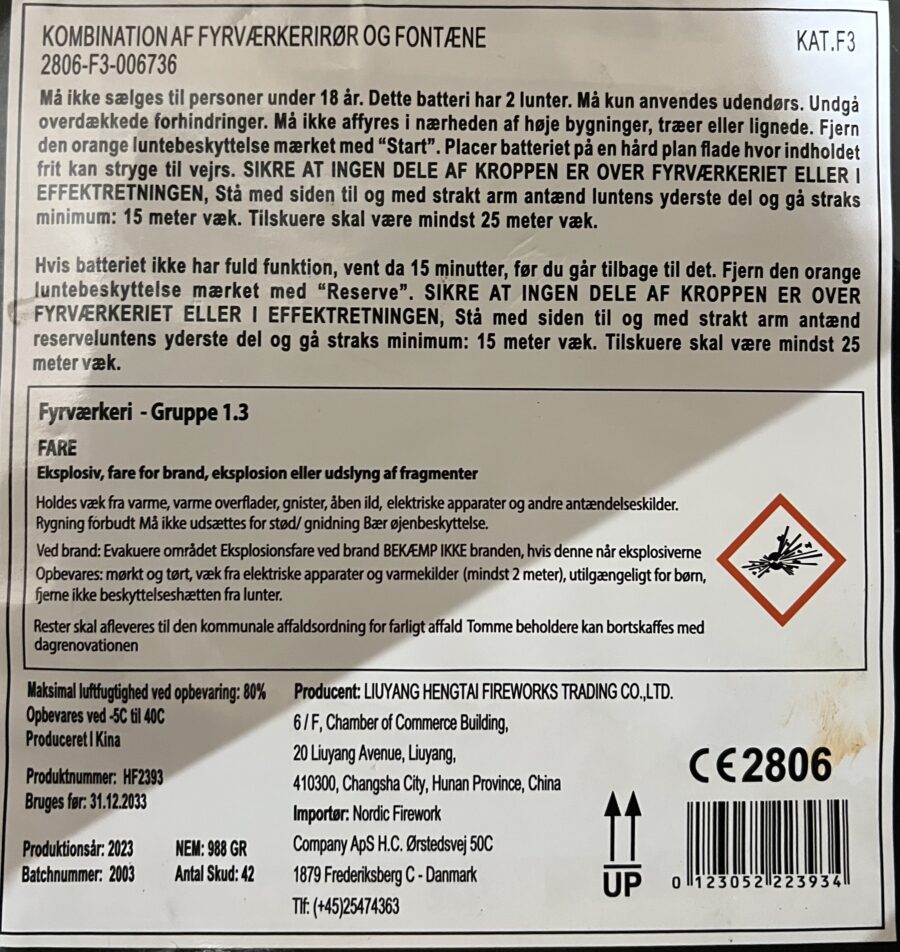 KOMBINATION AF FYRVÆRKERIRØR OG FONTÆNE
KAT.F3
2806-F3-006736
Må ikke sælges til personer under 18 år. Dette batteri har 2 lunter. Må kun anvendes udendørs. Undgå
overdækkede forhindringer. Må ikke affyres i nærheden af høje bygninger, træer eller lignede. Fjern
den orange luntebeskyttelse mærket med “Start”. Placer batteriet på en hård plan flade hvor indholdet
frit kan stryge til vejrs. SIKRE AT INGEN DELE AF KROPPEN ER OVER FYRVÆRKERIET ELLER I
EFFEKTRETNINGEN, Stå med siden til og med strakt arm antænd luntens yderste del og gå straks
minimum: 15 meter væk. Tilskuere skal være mindst 25 meter væk.
Hvis batteriet ikke har fuld funktion, vent da 15 minutter, før du går tilbage til det. Fjern den orange
luntebeskyttelse mærket med “Reserve”. SIKRE AT INGEN DELE AF KROPPEN ER OVER
FYRVÆRKERIET ELLER I EFFEKTRETNINGEN, Stå med siden til og med strakt arm antænd
reserveluntens yderste del og gå straks minimum: 15 meter væk. Tilskuere skal være mindst 25
meter væk.
Fyrværkeri - Gruppe 1.3
FARE
Eksplosiv, fare for brand, eksplosion eller udslyng af fragmenter
Holdes væk fra varme, varme overflader, gnister, åben ild, elektriske apparater og andre antændelseskilder.
Rygning forbudt Må ikke udsættes for stød/ gnidning Bær øjenbeskyttelse.
Ved brand: Evakuere området Eksplosionsfare ved brand BEKÆMP IKKE branden, hvis denne når eksplosiverne
Opbevares: mørkt og tørt, væk fra elektriske apparater og varmekilder (mindst 2 meter), utilgængeligt for børn,
fjerne ikke beskyttelseshætten fra lunter.
Rester skal afleveres til den kommunale affaldsordning for farligt affald Tomme beholdere kan bortskaffes med
dagrenovationen
Maksimal luftfugtighed ved opbevaring: 80%
Opbevares ved -5C til 40C
Produceret I Kina
Produktnummer: HF2393
Bruges før: 31.12.2033
Produktionsår: 2023 NEM: 988 GR
Batchnummer: 2003 Antal Skud: 42
Producent: LIUYANG HENGTAI FIREWORKS TRADING CO.,LTD.
6 / F, Chamber of Commerce Building,
20 Liuyang Avenue, Liuyang,
410300, Changsha City, Hunan Province, China
Importør: Nordic Firework
Company ApS H.C. Ørstedsvej 50C
1879 Frederiksberg C - Danmark
Tlf: (+45)25474363
UP
CE2806
0 123052 223934